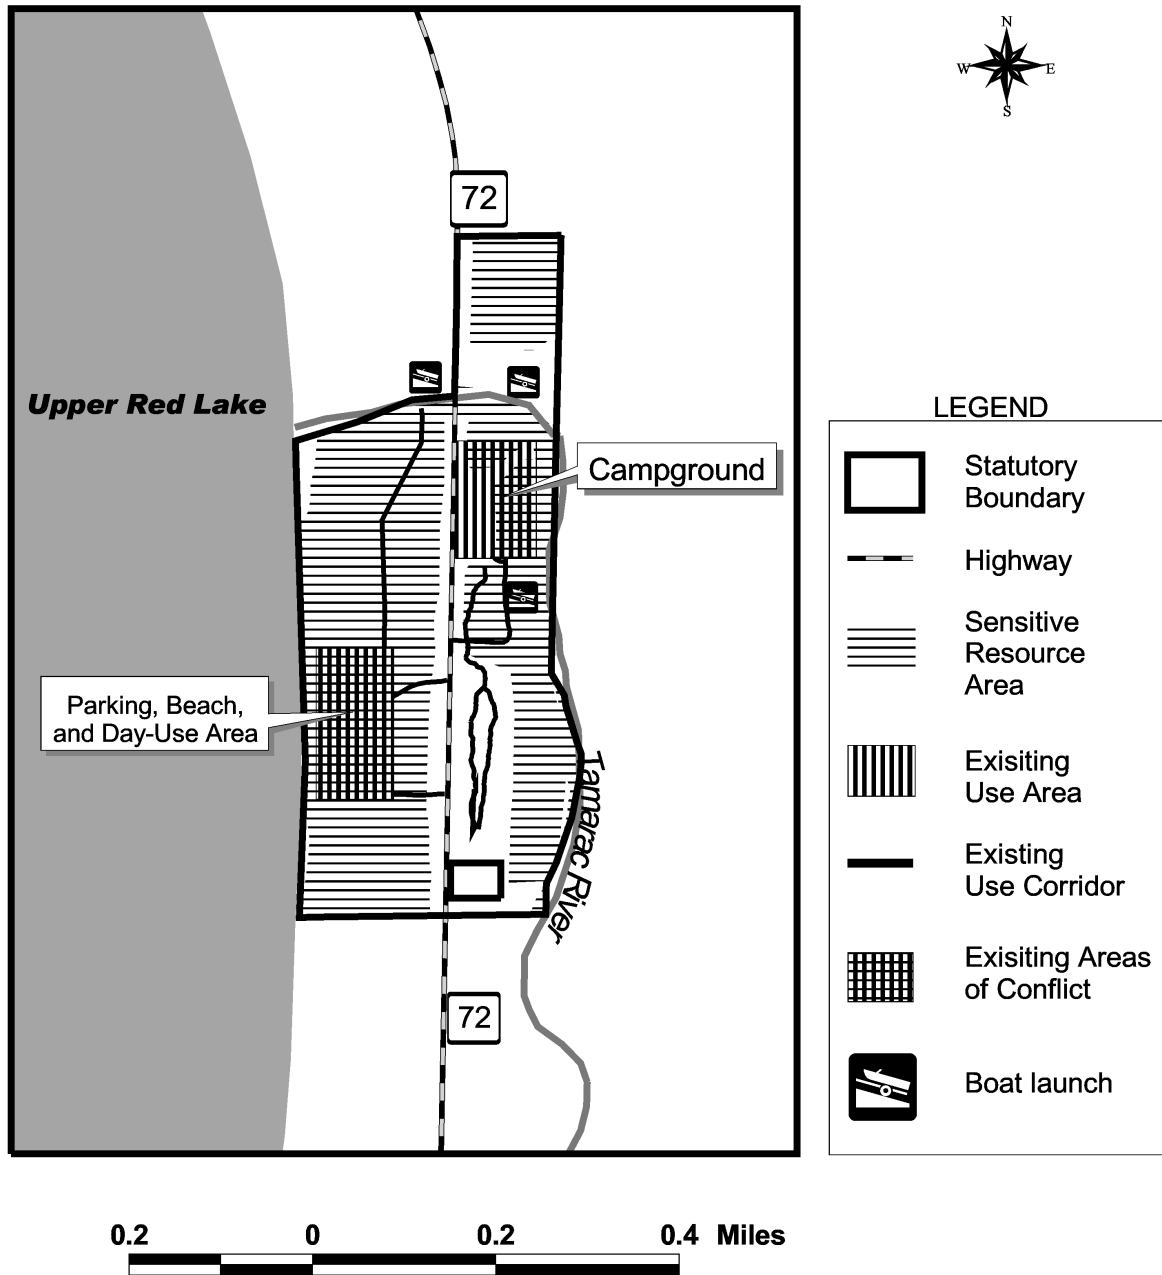 N
W
E
S
72
Upper Red Lake
Campground
Parking, Beach,
and Day-Use Area
Tamarac River
72
LEGEND
Statutory
Boundary
Highway
Sensitive
Resource
Area
Exisiting
Use Area
Existing
Use Corridor
Exisiting Areas
of Conflict
Boat launch
0.2 0 0.2 0.4 Miles